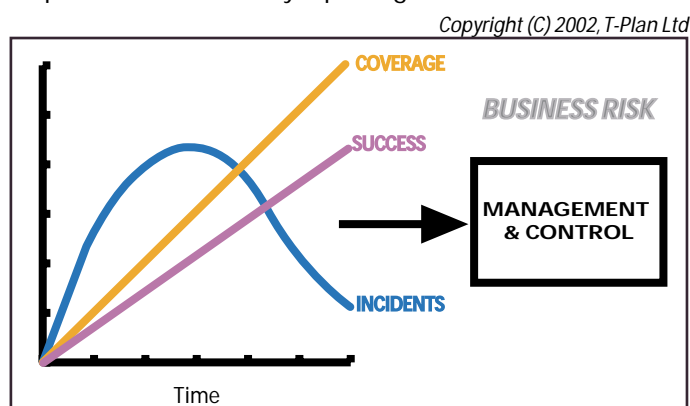 Copyright (C) 2002, T-Plan Ltd
COVERAGE
BUSINESS RISK
SUCCESS
MANAGEMENT
& CONTROL
INCIDENTS
Time